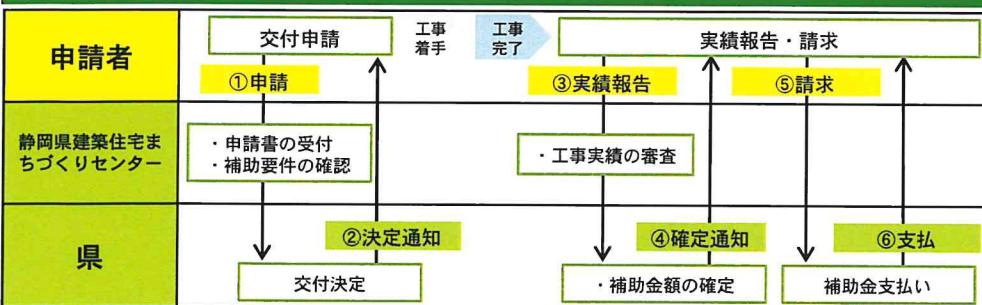 申請者
交付申請
工事
着手
工事
完了
実績報告・請求
①申請
③実績報告
⑤請求
静岡県建築住宅ま
ちづくりセンター
・申請書の受付
・補助要件の確認
・工事実績の審査
県
②決定通知
④確定通知
⑥支払
交付決定
・補助金額の確定
補助金支払い